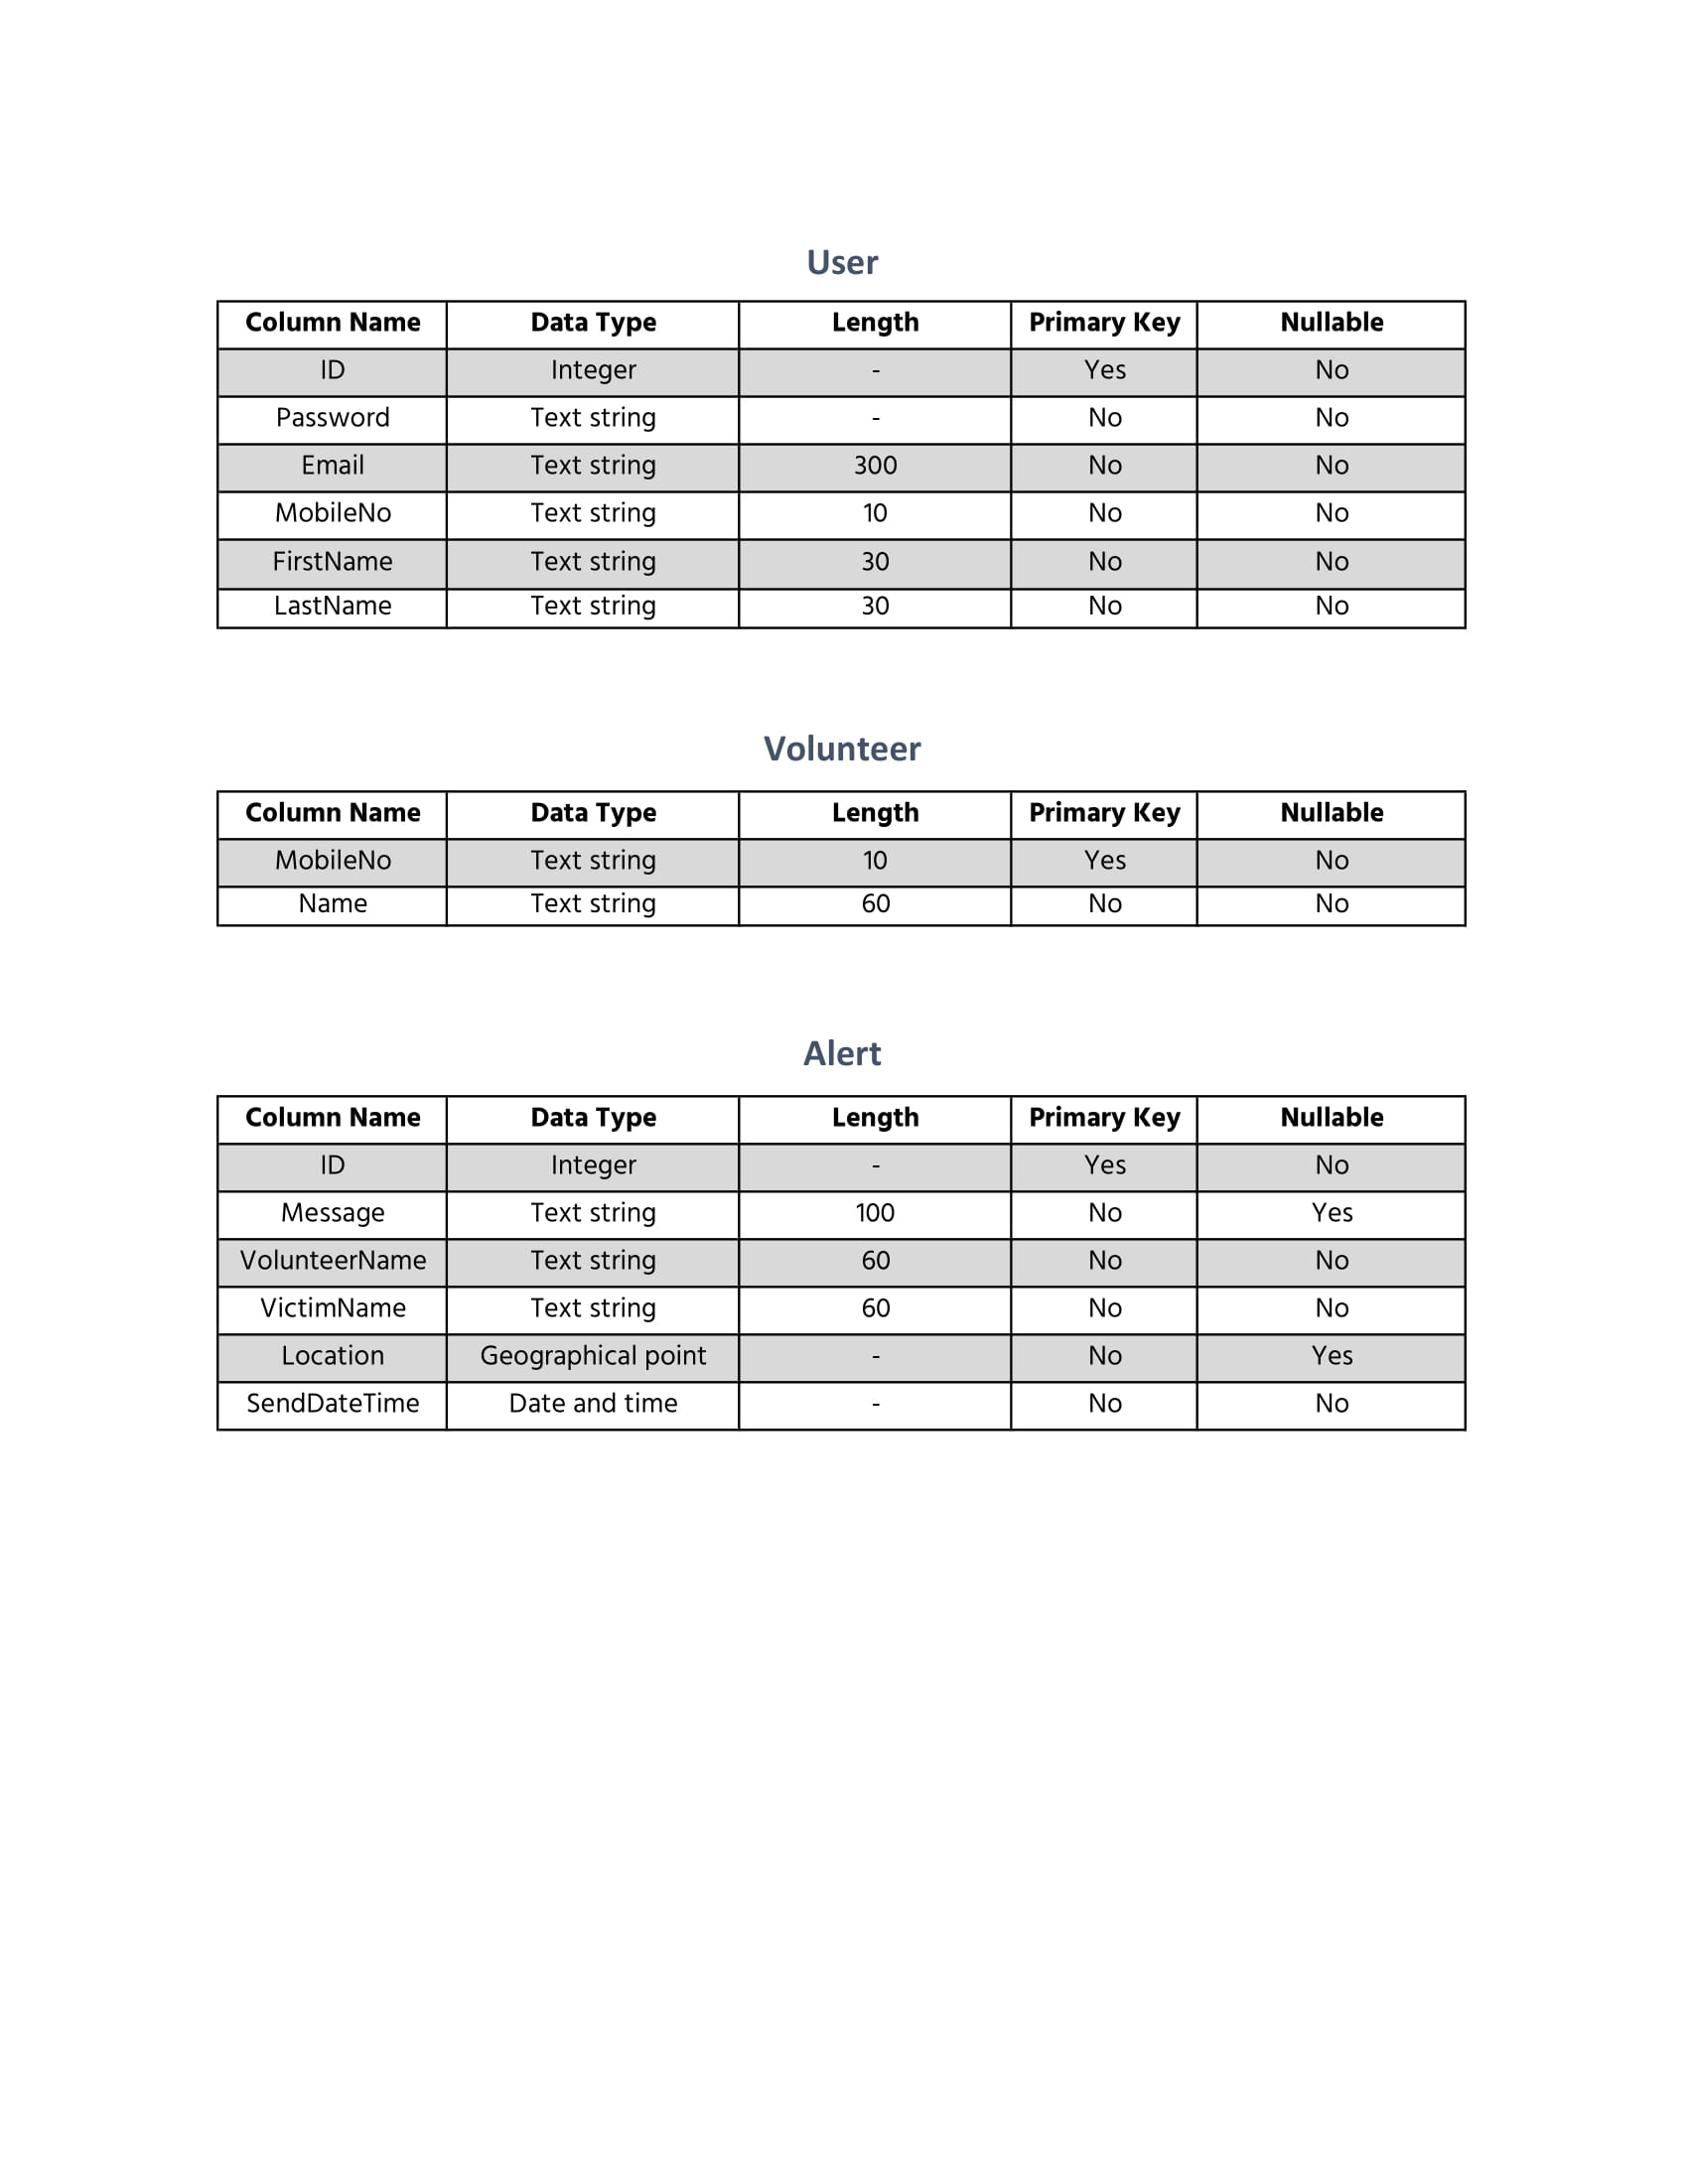 User
Column Name Data Type Length Primary Key Nullable
ID Integer - Yes No
Password Text string - No No
Email Text string 300 No No
MobileNo Text string 10 No No
FirstName Text string 30 No No
LastName Text string 30 No No
Volunteer
Column Name Data Type Length Primary Key Nullable
MobileNo Text string 10 Yes No
Name Text string 60 No No
Alert
Column Name Data Type Length Primary Key Nullable
ID Integer - Yes No
Message Text string 100 No Yes
VolunteerName Text string 60 No No
VictimName Text string 60 No No
Location Geographical point - No Yes
SendDateTime Date and time - No No